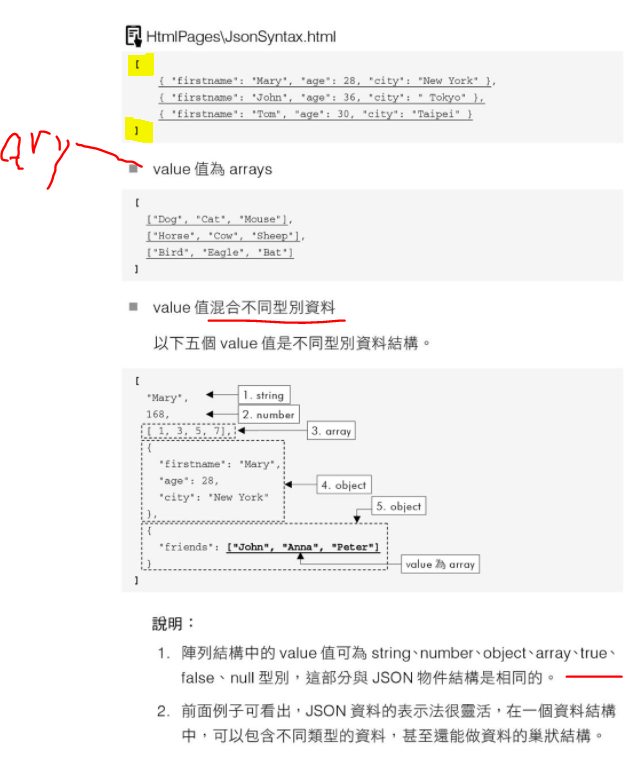 HtmlPages\JsonSyntax.html
[
{ "firstname": "Mary", "age": 28, "city": "New York" },
{ "firstname": "John", "age": 36, "city": " Tokyo" },
{ "firstname": "Tom", "age": 30, "city": "Taipei" }
]
ary
value 值為 arrays
[
["Dog", "Cat", "Mouse"],
["Horse", "Cow", "Sheep"],
["Bird", "Eagle", "Bat"]
]
value 值混合不同型別資料
以下五個 value 值是不同型別資料結構。
[
"Mary", 1. string
168, 2. number
[ 1, 3, 5, 7], 3. array
{
"firstname": "Mary",
"age": 28, 4. object
"city": "New York"
}, 5. object
{
"friends": ["John", "Anna", "Peter"]
} value 為 array
]
說明：
1. 陣列結構中的 value 值可為 string、number、object、array、true、
false、null 型別，這部分與 JSON 物件結構是相同的。
2. 前面例子可看出，JSON 資料的表示法很靈活，在一個資料結構
中，可以包含不同類型的資料，甚至還能做資料的巢狀結構。